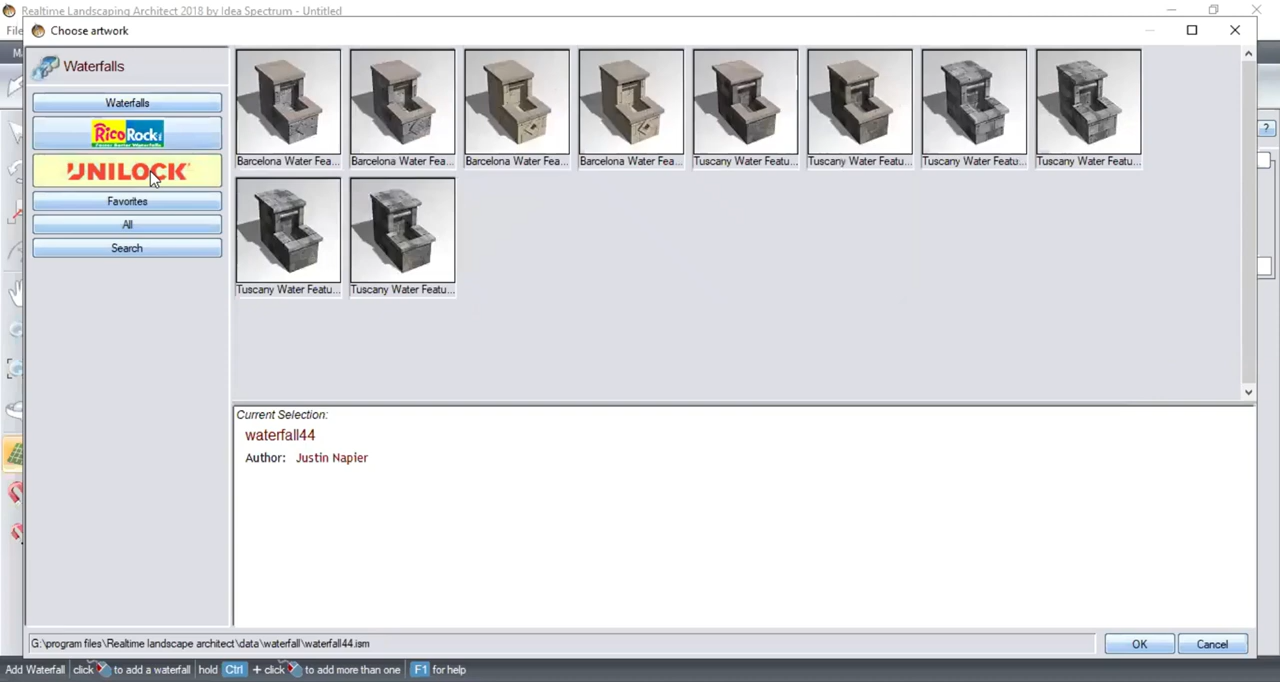 Realtime Landscaping Architect 2018 by Idea Spectrum - Untitled
File
Choose artwork
Waterfalls
Waterfalls
RicoRock
Faster Better Waterfalls
UNILOCK
Favorites
All
Search
Barcelona Water Fea... Barcelona Water Fea... Barcelona Water Fea... Barcelona Water Fea... Tuscany Water Featu... Tuscany Water Featu... Tuscany Water Featu... Tuscany Water Featu...
Tuscany Water Featu... Tuscany Water Featu...
Current Selection:
waterfall44
Author: Justin Napier
G:\program files\Realtime landscape architect\data\waterfall\waterfall44.ism
OK
Cancel
Add Waterfall click to add a waterfall hold Ctrl + click to add more than one F1 for help